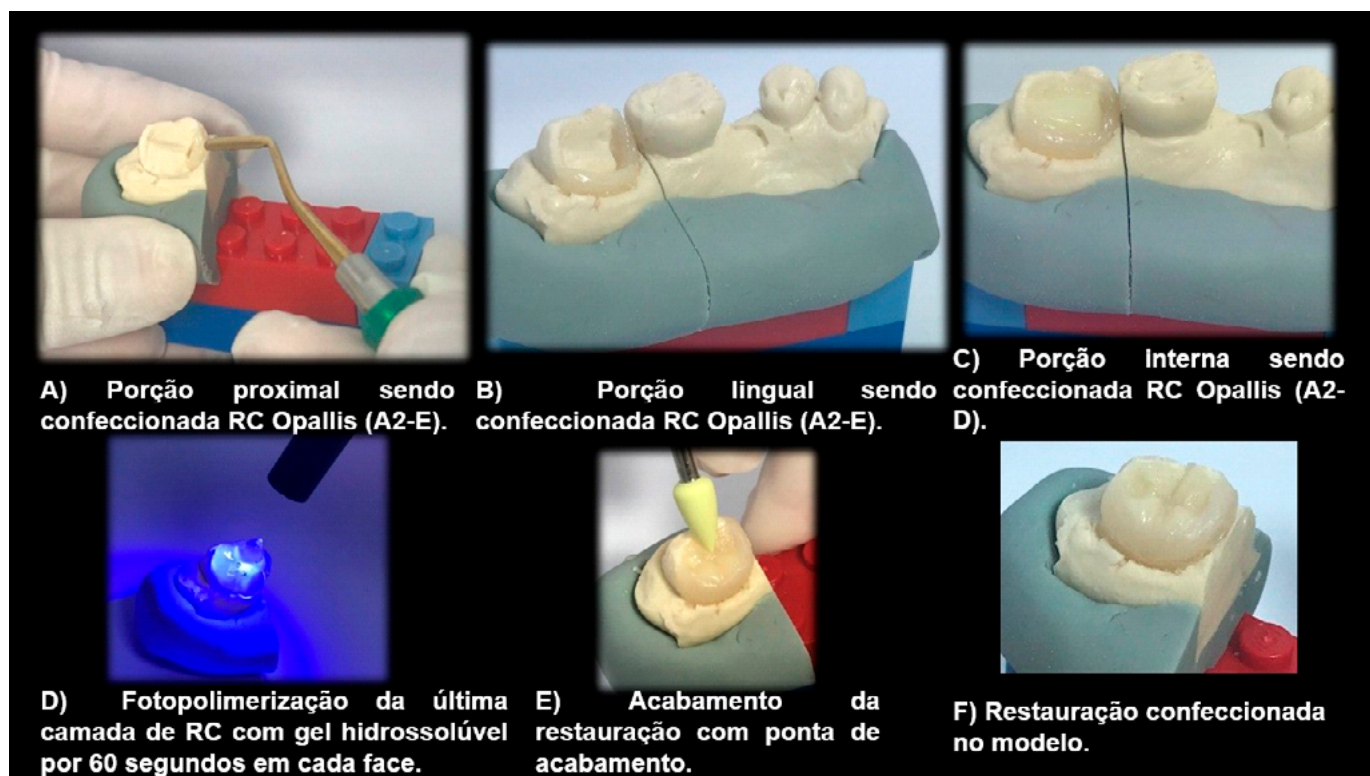 A) Porção proximal sendo
confeccionada RC Opallis (A2-E).
B) Porção lingual sendo
confeccionada RC Opallis (A2-E).
C) Porção interna sendo
confeccionada RC Opallis (A2-
D).
D) Fotopolimerização da última
camada de RC com gel hidrossolúvel
por 60 segundos em cada face.
E) Acabamento da
restauração com ponta de
acabamento.
F) Restauração confeccionada
no modelo.